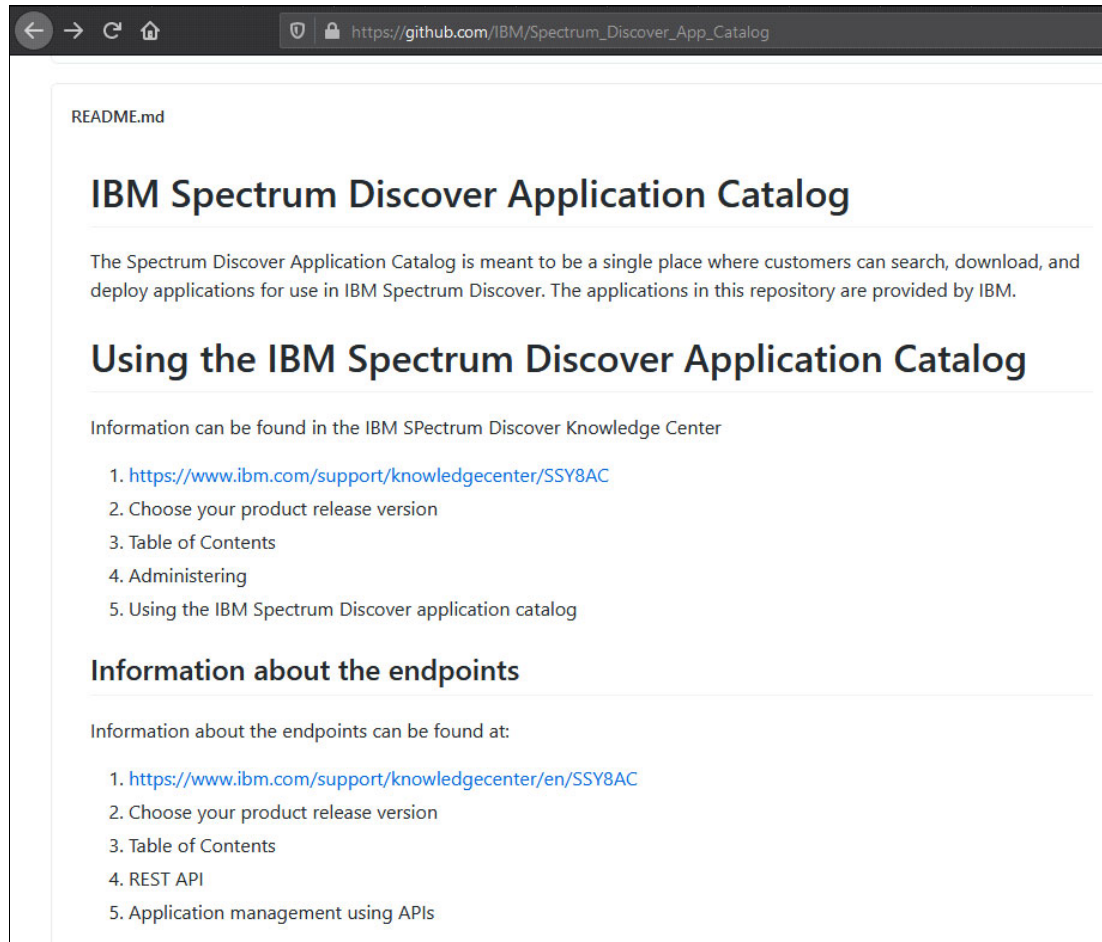 https://github.com/IBM/Spectrum_Discover_App_Catalog
README.md
IBM Spectrum Discover Application Catalog
The Spectrum Discover Application Catalog is meant to be a single place where customers can search, download, and
deploy applications for use in IBM Spectrum Discover. The applications in this repository are provided by IBM.
Using the IBM Spectrum Discover Application Catalog
Information can be found in the IBM SPectrum Discover Knowledge Center
1. https://www.ibm.com/support/knowledgecenter/SSY8AC
2. Choose your product release version
3. Table of Contents
4. Administering
5. Using the IBM Spectrum Discover application catalog
Information about the endpoints
Information about the endpoints can be found at:
1. https://www.ibm.com/support/knowledgecenter/en/SSY8AC
2. Choose your product release version
3. Table of Contents
4. REST API
5. Application management using APIs